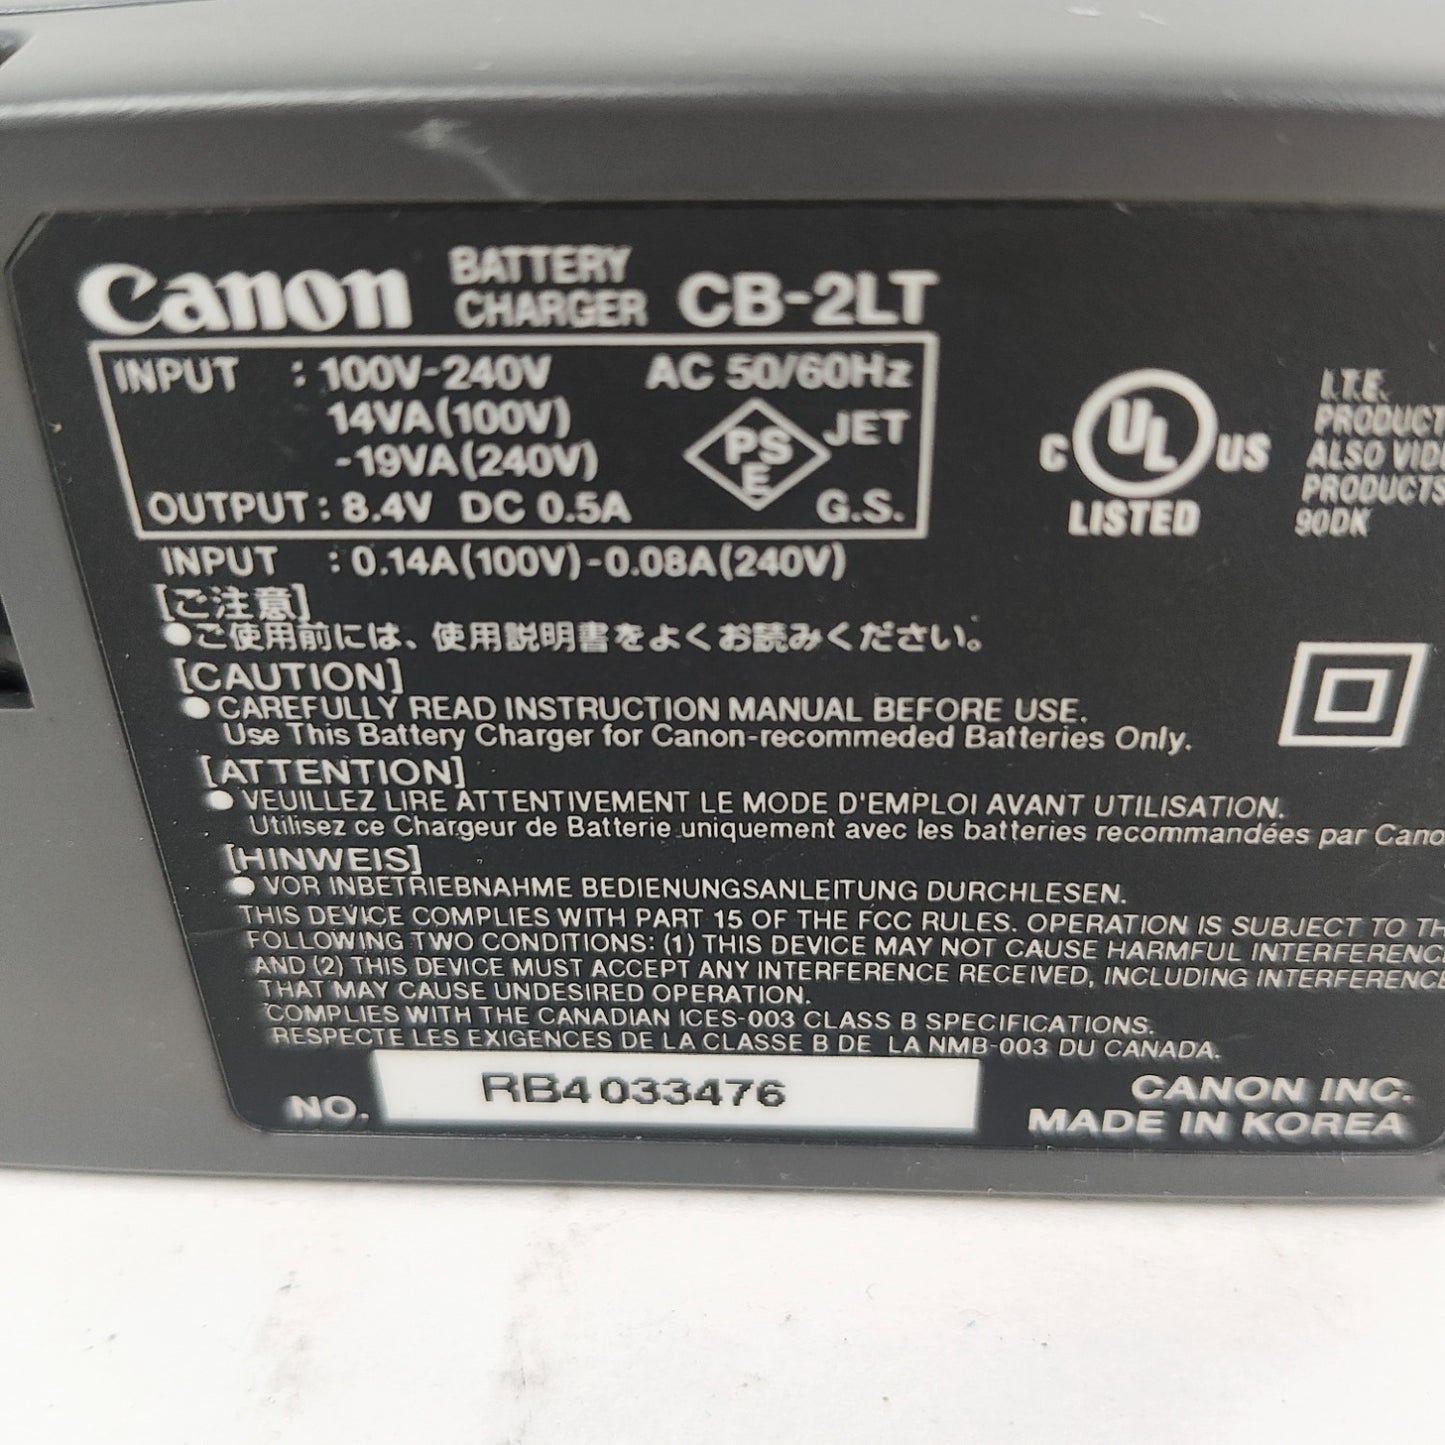 Canon BATTERY CHARGER CB-2LT
INPUT : 100V-240V AC 50/60Hz
14VA(100V)
-19VA(240V)
PS
E
JET
OUTPUT : 8.4V DC 0.5A G.S.
INPUT : 0.14A(100V)-0.08A(240V)
C UL US
LISTED
I.T.E.
PRODUCT
ALSO VID
PRODUCTS
90DK
[ご注意]
●ご使用前には、使用説明書をよくお読みください。
[CAUTION]
● CAREFULLY READ INSTRUCTION MANUAL BEFORE USE.
Use This Battery Charger for Canon-recommeded Batteries Only.
[ATTENTION]
● VEUILLEZ LIRE ATTENTIVEMENT LE MODE D'EMPLOI AVANT UTILISATION.
Utilisez ce Chargeur de Batterie uniquement avec les batteries recommandées par Cano
[HINWEIS]
● VOR INBETRIEBNAHME BEDIENUNGSANLEITUNG DURCHLESEN.
THIS DEVICE COMPLIES WITH PART 15 OF THE FCC RULES. OPERATION IS SUBJECT TO TH
FOLLOWING TWO CONDITIONS: (1) THIS DEVICE MAY NOT CAUSE HARMFUL INTERFERENC
AND (2) THIS DEVICE MUST ACCEPT ANY INTERFERENCE RECEIVED, INCLUDING INTERFERENCE
THAT MAY CAUSE UNDESIRED OPERATION.
COMPLIES WITH THE CANADIAN ICES-003 CLASS B SPECIFICATIONS.
RESPECTE LES EXIGENCES DE LA CLASSE B DE LA NMB-003 DU CANADA.
NO. RB4033476
CANON INC.
MADE IN KOREA